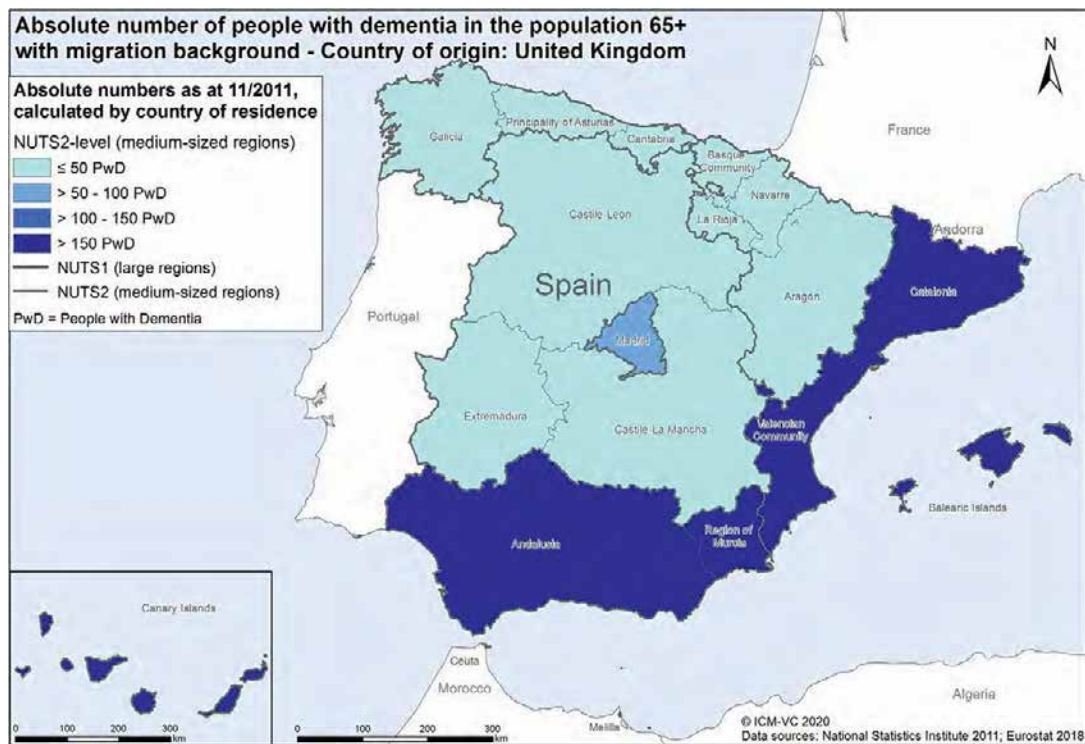 Absolute number of people with dementia in the population 65+
with migration background - Country of origin: United Kingdom
Absolute numbers as at 11/2011,
calculated by country of residence
NUTS2-level (medium-sized regions)
≤ 50 PwD
> 50 - 100 PwD
> 100 - 150 PwD
> 150 PwD
NUTS1 (large regions)
NUTS2 (medium-sized regions)
PwD = People with Dementia
N
France
Galicia
Principality of Asturias
Cantabria
Basque
Community
Navarre
La Rioja
Castile-León
Andorra
Catalonia
Spain
Aragon
Portugal
Madrid
Extremadura
Castile-La Mancha
Valencian
Community
Balearic Islands
Region of
Murcia
Andalusia
Canary Islands
Ceuta
Morocco
Melilla
Algeria
0 100 200 300
km
0 100 200 300
km
© ICM-VC 2020
Data sources: National Statistics Institute 2011; Eurostat 2018